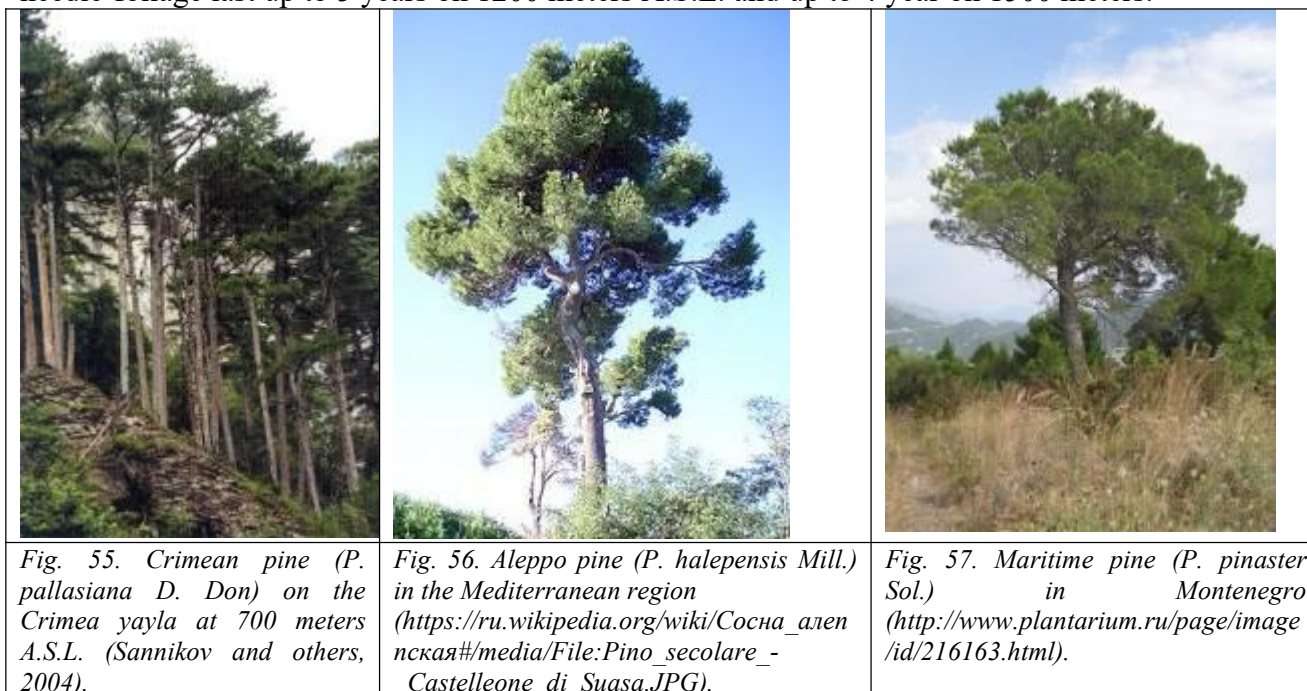 Fig. 55. Crimean pine (P.
pallasiana D. Don) on the
Crimea yayla at 700 meters
A.S.L. (Sannikov and others,
2004).
Fig. 56. Aleppo pine (P. halepensis Mill.)
in the Mediterranean region
(https://ru.wikipedia.org/wiki/Сосна_алеп
пская#/media/File:Pino_secolare_-
_Castelleone_di_Suasa.JPG).
Fig. 57. Maritime pine (P. pinaster
Sol.) in Montenegro
(http://www.plantarium.ru/page/image
/id/216163.html).